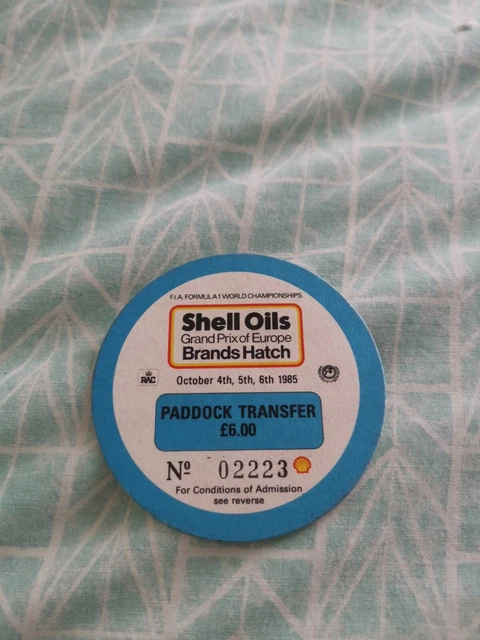 F.I.A. FORMULA 1 WORLD CHAMPIONSHIPS
Shell Oils
Grand Prix of Europe
Brands Hatch
RAC
October 4th, 5th, 6th 1985
PADDOCK TRANSFER
£6.00
Nº 02223
For Conditions of Admission
see reverse